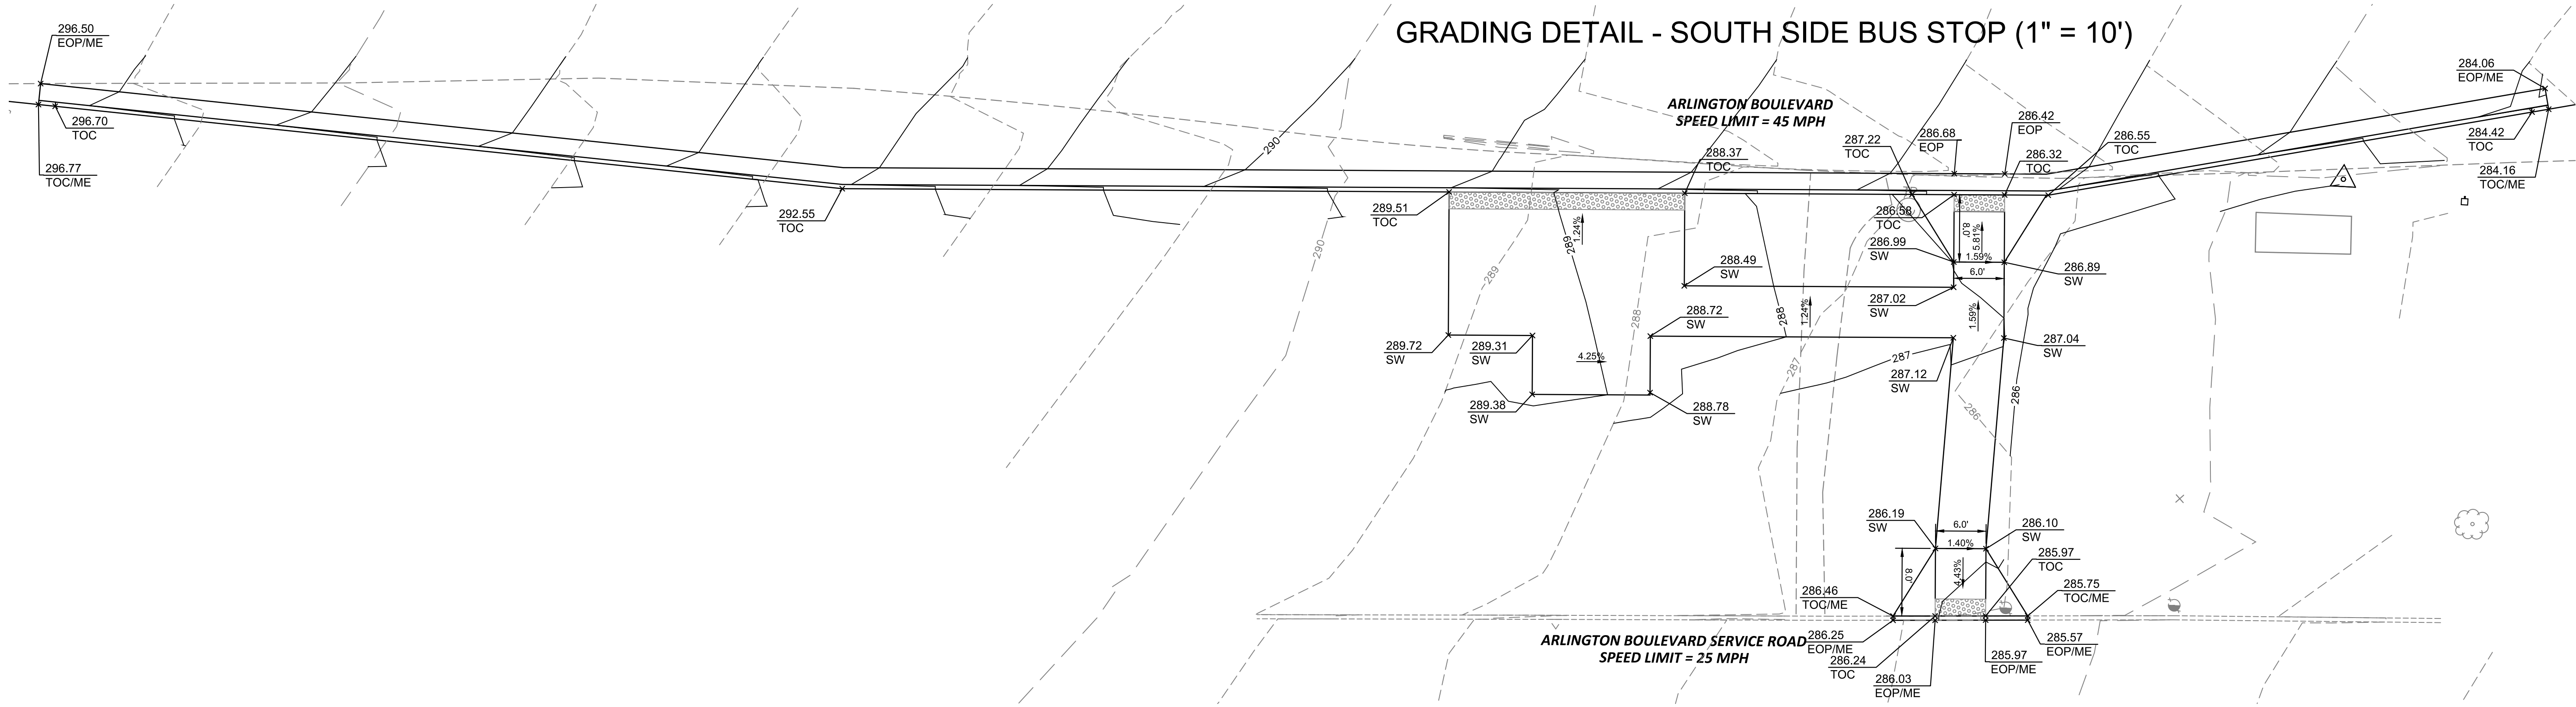 GRADING DETAIL - SOUTH SIDE BUS STOP (1" = 10')
296.50
EOP/ME
296.70
TOC
296.77
TOC/ME
292.55
TOC
290
290
ARLINGTON BOULEVARD
SPEED LIMIT = 45 MPH
289.51
TOC
288.37
TOC
287.22
TOC
286.68
EOP
286.42
EOP
286.32
TOC
286.55
TOC
284.06
EOP/ME
284.42
TOC
284.16
TOC/ME
289
1.24%
286.58
TOC
8.0'
5.81%
286.99
SW
1.59%
6.0'
286.89
SW
289
288.49
SW
287.02
SW
288
288
1.24%
1.59%
288.72
SW
289.72
SW
289.31
SW
4.25%
287
287
287.12
SW
287.04
SW
289.38
SW
288.78
SW
286
286
286.19
SW
6.0'
286.10
SW
1.40%
8.0'
4.43%
285.97
TOC
286.46
TOC/ME
285.75
TOC/ME
ARLINGTON BOULEVARD SERVICE ROAD
SPEED LIMIT = 25 MPH
286.25
EOP/ME
286.24
TOC
286.03
EOP/ME
285.97
EOP/ME
285.57
EOP/ME